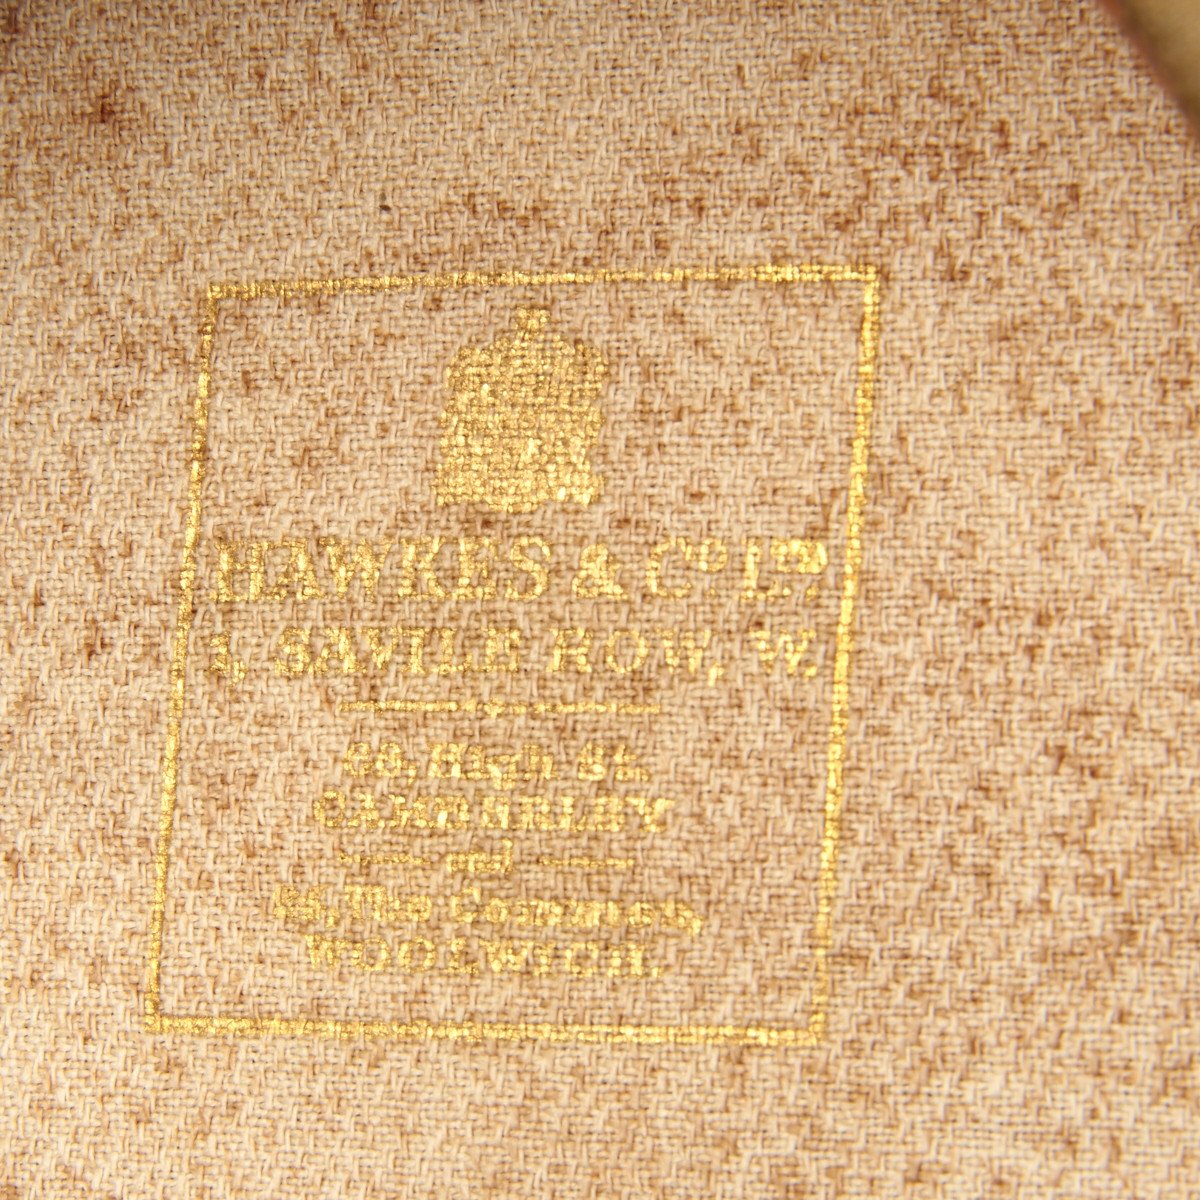 HAWKES & Co. LTD.
1, SAVILE ROW, W.
High St.
CAMBERLEY
and
The Common,
WOOLWICH.